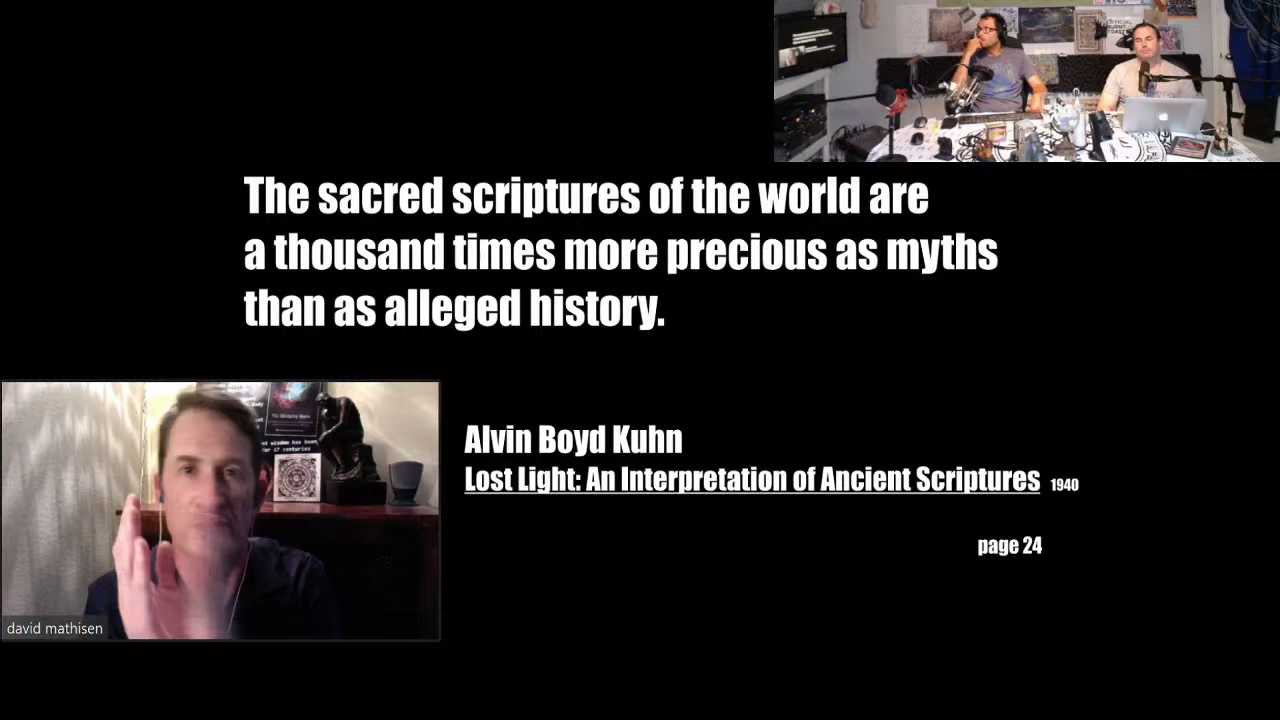 The sacred scriptures of the world are
a thousand times more precious as myths
than as alleged history.
Alvin Boyd Kuhn
Lost Light: An Interpretation of Ancient Scriptures 1940
page 24
david mathisen